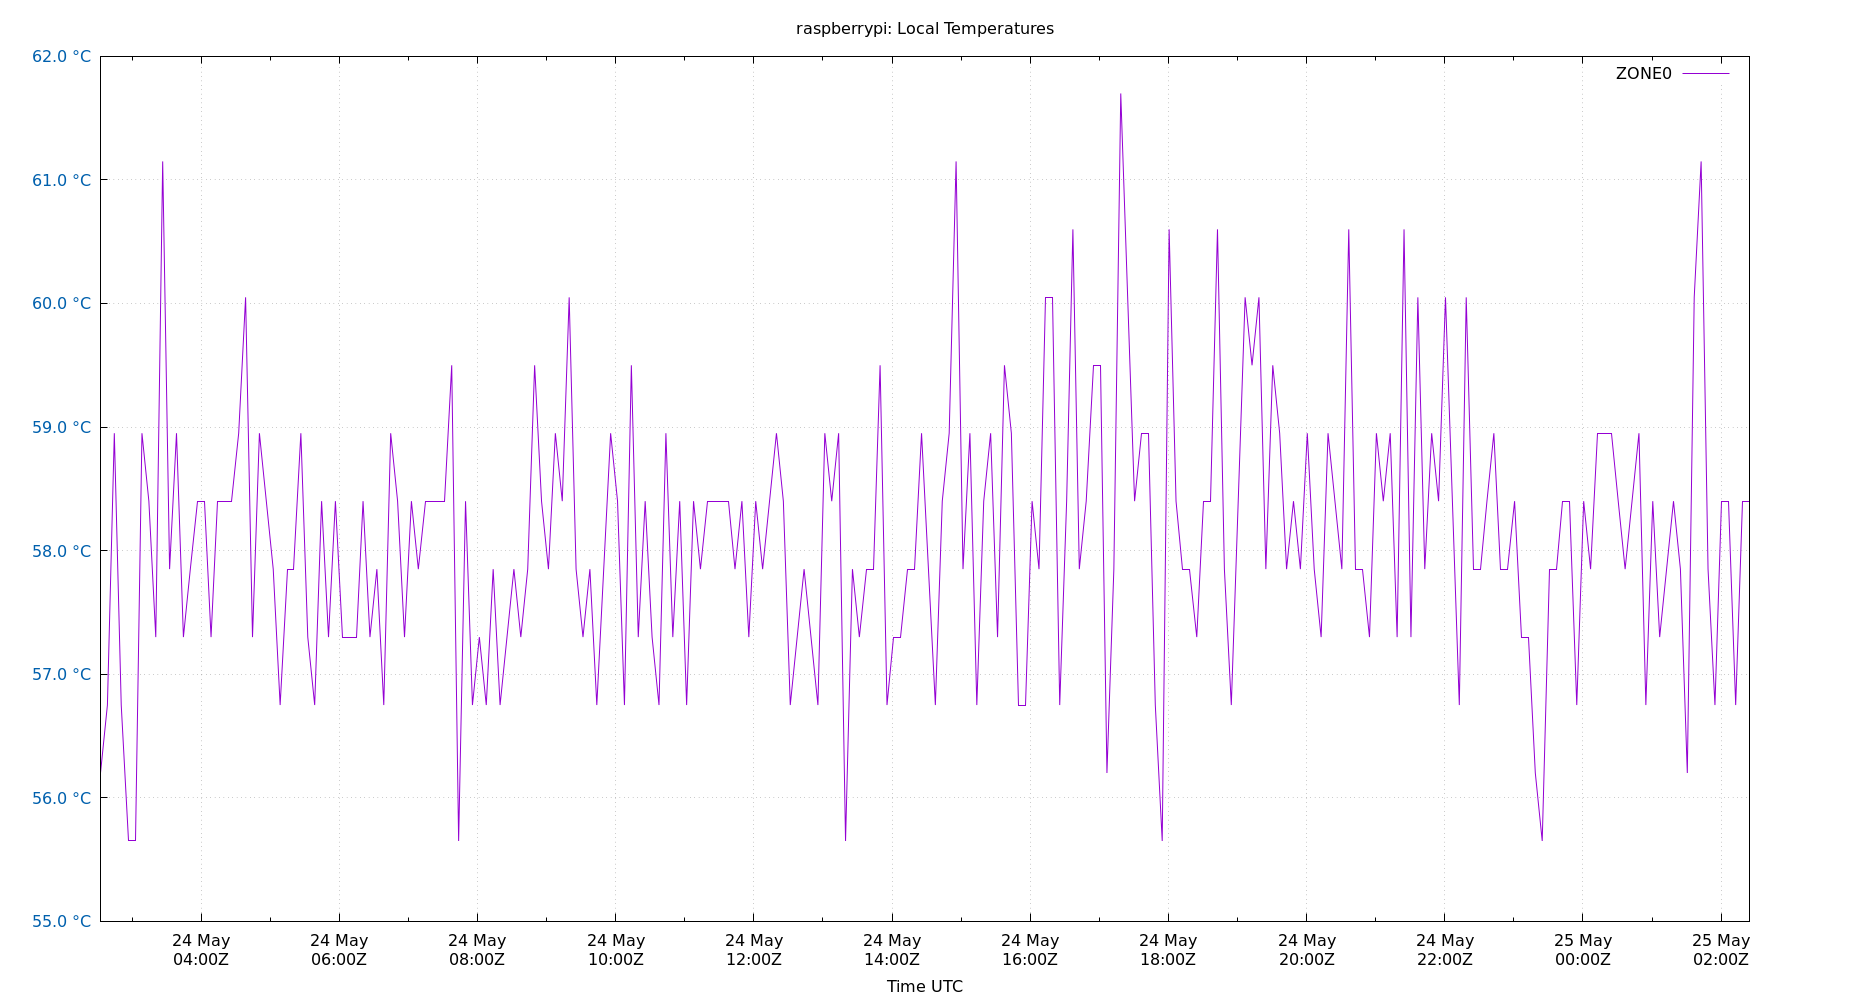 raspberrypi: Local Temperatures
62.0 °C
ZONE0
61.0 °C
60.0 °C
59.0 °C
58.0 °C
57.0 °C
56.0 °C
55.0 °C
24 May 24 May 24 May 24 May 24 May 24 May 24 May 24 May 24 May 24 May 25 May 25 May
04:00Z 06:00Z 08:00Z 10:00Z 12:00Z 14:00Z 16:00Z 18:00Z 20:00Z 22:00Z 00:00Z 02:00Z
Time UTC